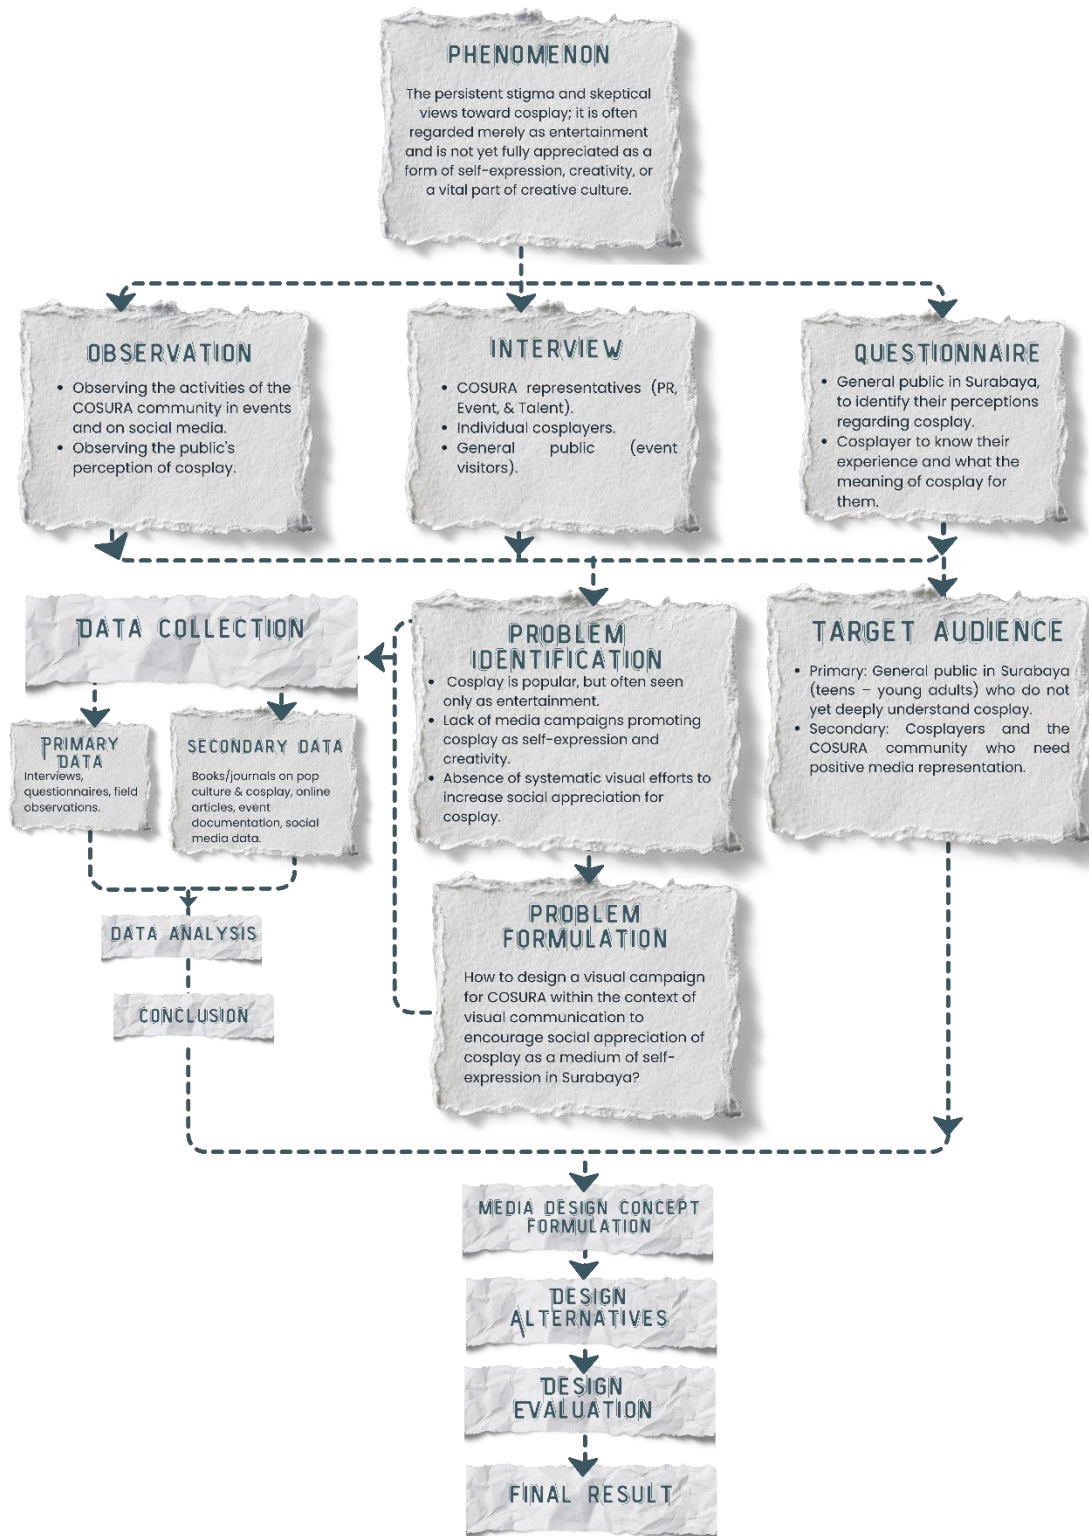 PHENOMENON
The persistent stigma and skeptical
views toward cosplay; it is often
regarded merely as entertainment
and is not yet fully appreciated as a
form of self-expression, creativity, or
a vital part of creative culture.
OBSERVATION
• Observing the activities of the
COSURA community in events
and on social media.
• Observing the public's
perception of cosplay.
INTERVIEW
• COSURA representatives (PR,
Event, & Talent).
• Individual cosplayers.
• General public (event
visitors).
QUESTIONNAIRE
• General public in Surabaya,
to identify their perceptions
regarding cosplay.
• Cosplayer to know their
experience and what the
meaning of cosplay for
them.
DATA COLLECTION
PRIMARY
DATA
Interviews,
questionnaires, field
observations.
SECONDARY DATA
Books/journals on pop
culture & cosplay, online
articles, event
documentation, social
media data.
DATA ANALYSIS
CONCLUSION
PROBLEM
IDENTIFICATION
• Cosplay is popular, but often seen
only as entertainment.
• Lack of media campaigns promoting
cosplay as self-expression and
creativity.
• Absence of systematic visual efforts to
increase social appreciation for
cosplay.
PROBLEM
FORMULATION
How to design a visual campaign
for COSURA within the context of
visual communication to
encourage social appreciation of
cosplay as a medium of self-
expression in Surabaya?
TARGET AUDIENCE
• Primary: General public in Surabaya
(teens – young adults) who do not
yet deeply understand cosplay.
• Secondary: Cosplayers and the
COSURA community who need
positive media representation.
MEDIA DESIGN CONCEPT
FORMULATION
DESIGN
ALTERNATIVES
DESIGN
EVALUATION
FINAL RESULT